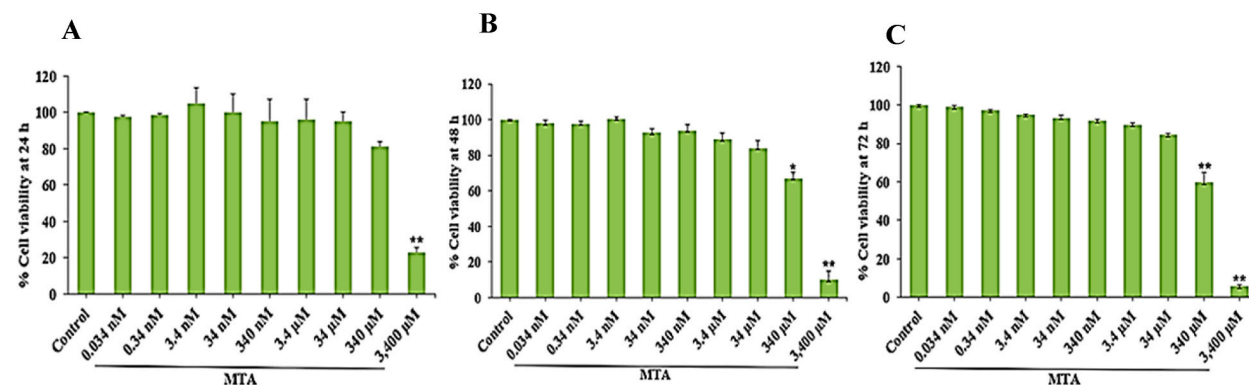 A
% Cell viability at 24 h
120
100
80
60
40
20
0
**
Control
0.034 nM
0.34 nM
3.4 nM
34 nM
340 nM
3.4 µM
34 µM
340 µM
3,400 µM
MTA
B
% Cell viability at 48 h
120
100
80
60
40
20
0
*
**
Control
0.034 nM
0.34 nM
3.4 nM
34 nM
340 nM
3.4 µM
34 µM
340 µM
3,400 µM
MTA
C
% Cell viability at 72 h
120
100
80
60
40
20
0
**
**
Control
0.034 nM
0.34 nM
3.4 nM
34 nM
340 nM
3.4 µM
34 µM
340 µM
3,400 µM
MTA